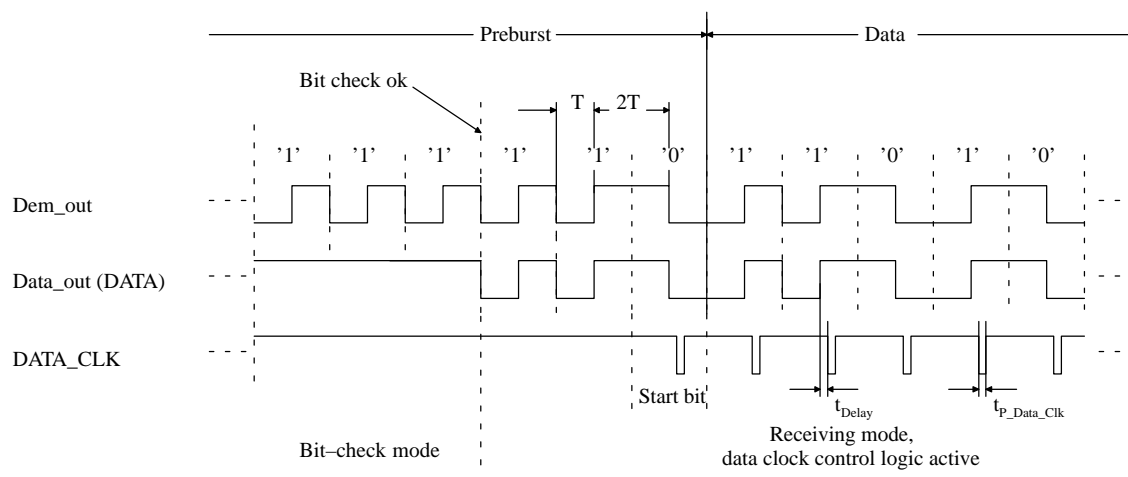 Preburst
Data
Bit check ok
T
2T
’1’ ’1’ ’1’ ’1’ ’1’ ’0’ ’1’ ’1’ ’0’ ’1’ ’0’
Dem_out
Data_out (DATA)
DATA_CLK
Start bit
tDelay
tP_Data_Clk
Bit–check mode
Receiving mode,
data clock control logic active